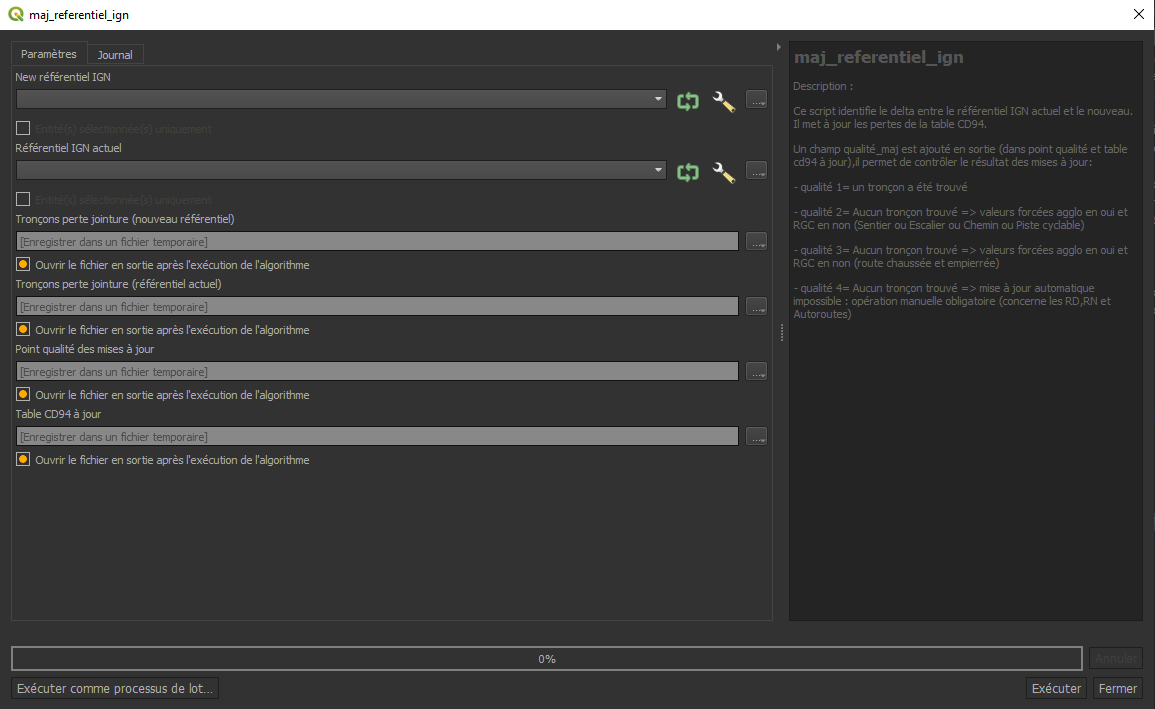 maj_referentiel_ign
Paramètres
Journal
New référentiel IGN
...
Entité(s) sélectionnée(s) uniquement
Référentiel IGN actuel
...
Entité(s) sélectionnée(s) uniquement
Tronçons perte jointure (nouveau référentiel)
[Enregistrer dans un fichier temporaire]
...
Ouvrir le fichier en sortie après l'exécution de l'algorithme
Tronçons perte jointure (référentiel actuel)
[Enregistrer dans un fichier temporaire]
...
Ouvrir le fichier en sortie après l'exécution de l'algorithme
Point qualité des mises à jour
[Enregistrer dans un fichier temporaire]
...
Ouvrir le fichier en sortie après l'exécution de l'algorithme
Table CD94 à jour
[Enregistrer dans un fichier temporaire]
...
Ouvrir le fichier en sortie après l'exécution de l'algorithme
maj_referentiel_ign
Description :
Ce script identifie le delta entre le référentiel IGN actuel et le nouveau.
Il met à jour les pertes de la table CD94.
Un champ qualité_maj est ajouté en sortie (dans point qualité et table
cd94 à jour),il permet de contrôler le résultat des mises à jour:
- qualité 1= un tronçon a été trouvé
- qualité 2= Aucun tronçon trouvé => valeurs forcées agglo en oui et
RGC en non (Sentier ou Escalier ou Chemin ou Piste cyclable)
- qualité 3= Aucun tronçon trouvé => valeurs forcées agglo en oui et
RGC en non (route chaussée et empierrée)
- qualité 4= Aucun tronçon trouvé => mise à jour automatique
impossible : opération manuelle obligatoire (concerne les RD,RN et
Autoroutes)
0%
Annuler
Exécuter comme processus de lot...
Exécuter
Fermer